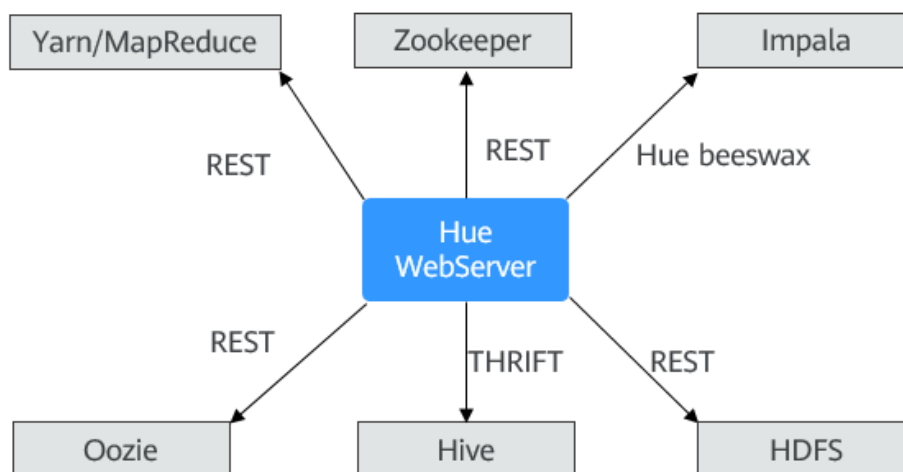 Yarn/MapReduce
Zookeeper
Impala
REST
REST
Hue beeswax
Hue
WebServer
REST
THRIFT
REST
Oozie
Hive
HDFS